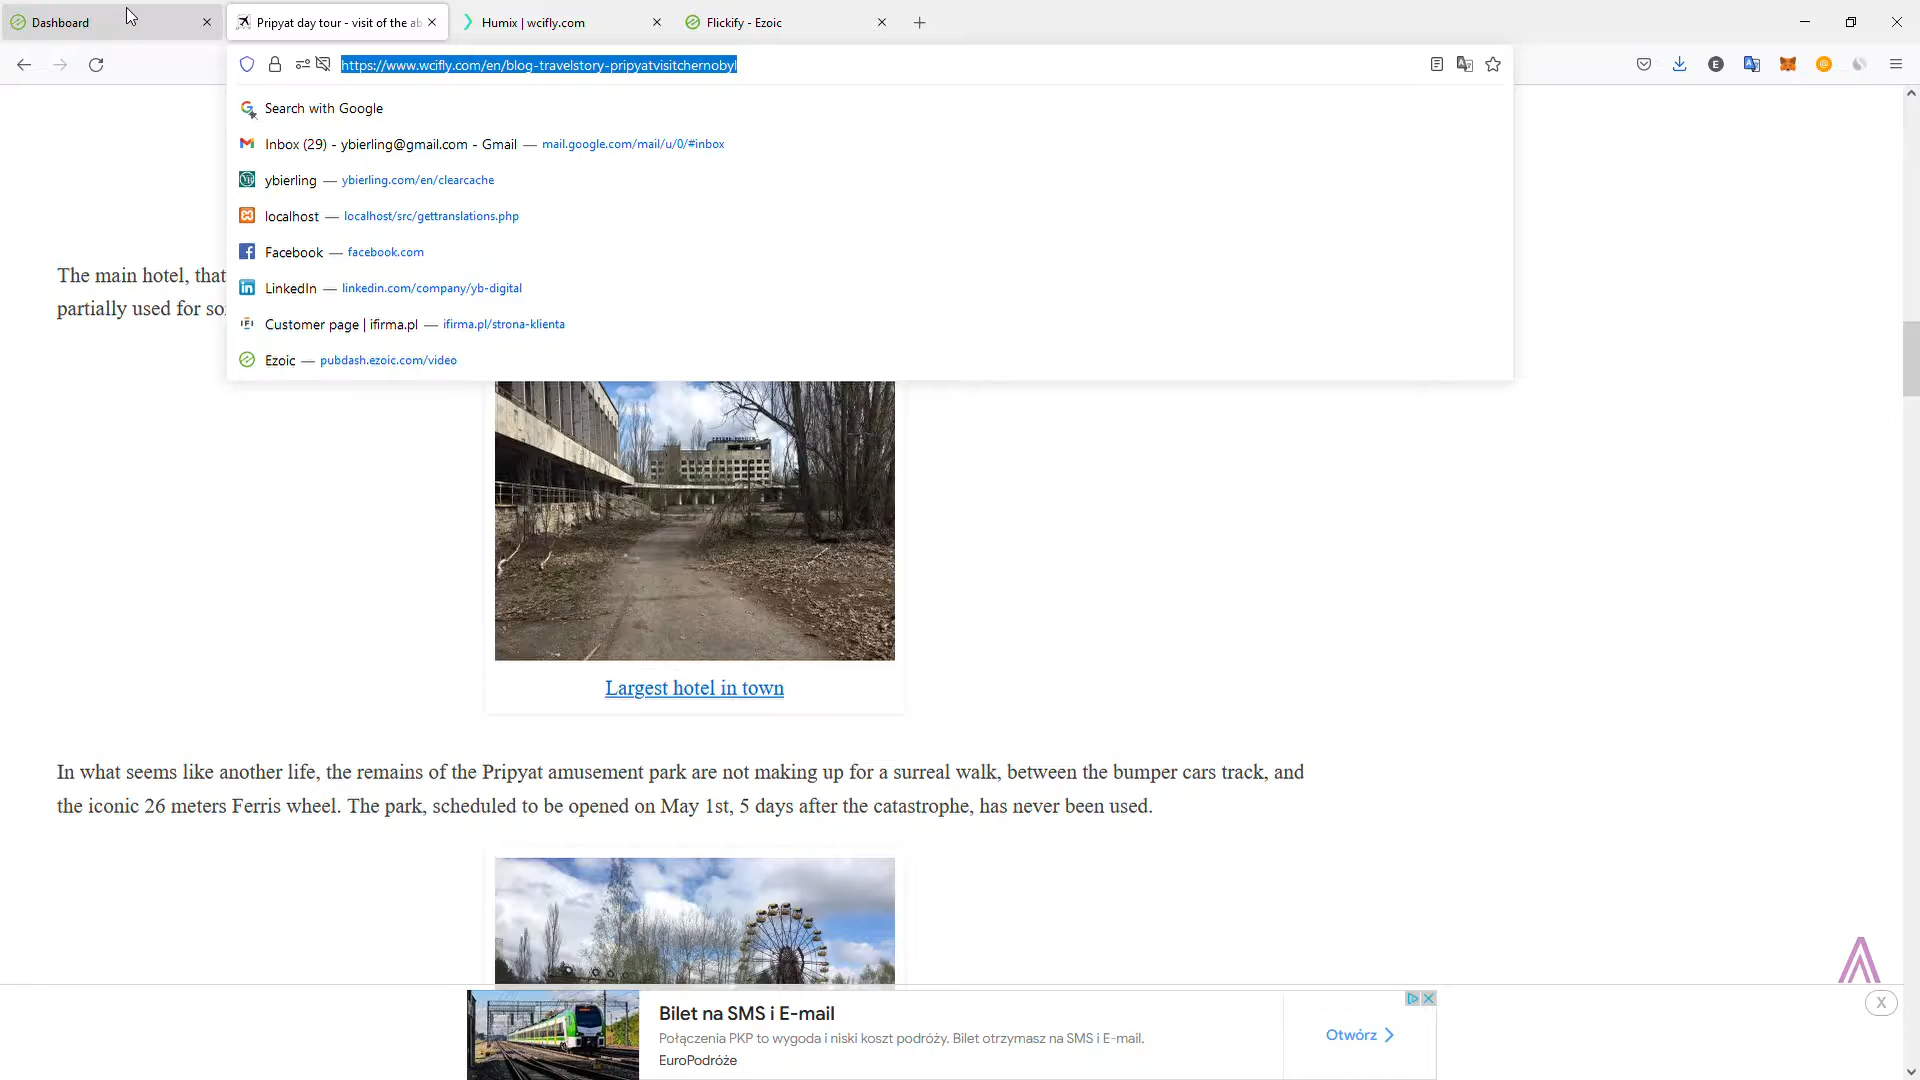 Dashboard
Pripyat day tour - visit of the ab
Humix | wcifly.com
Flickify - Ezoic
https://www.wcifly.com/en/blog-travelstory-pripyatvisitchernobyl
Search with Google
Inbox (29) - ybierling@gmail.com - Gmail — mail.google.com/mail/u/0/#inbox
ybierling — ybierling.com/en/clearcache
localhost — localhost/src/gettranslations.php
Facebook — facebook.com
LinkedIn — linkedin.com/company/yb-digital
Customer page | ifirma.pl — ifirma.pl/strona-klienta
Ezoic — pubdash.ezoic.com/video
The main hotel, that
partially used for so
Largest hotel in town
In what seems like another life, the remains of the Pripyat amusement park are not making up for a surreal walk, between the bumper cars track, and
the iconic 26 meters Ferris wheel. The park, scheduled to be opened on May 1st, 5 days after the catastrophe, has never been used.
Bilet na SMS i E-mail
Połączenia PKP to wygoda i niski koszt podróży. Bilet otrzymasz na SMS i E-mail.
EuroPodróże
Otwórz
X